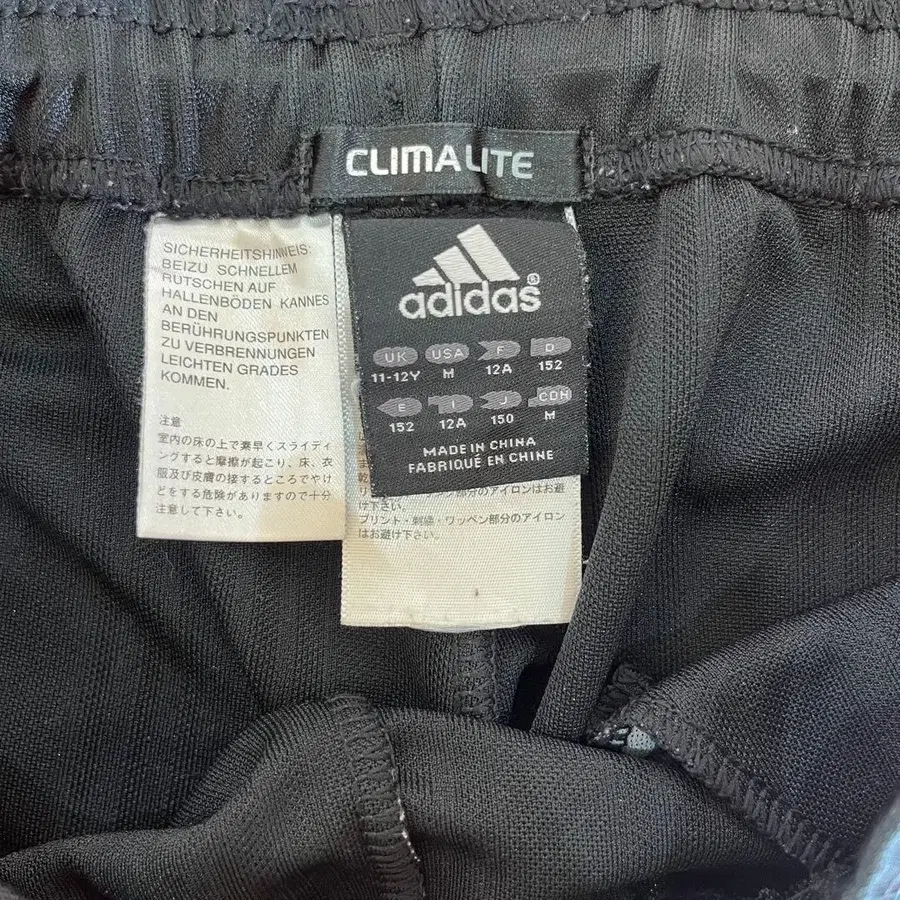 CLIMALITE
SICHERHEITSHINWEIS:
BEIZU SCHNELLEM
RUTSCHEN AUF
HALLENBÖDEN KANNES
AN DEN
BERÜHRUNGSPUNKTEN
ZU VERBRENNUNGEN
LEICHTEN GRADES
KOMMEN.
注意
室内の床の上で素早くスライディ
ングすると摩擦が起こり、床、衣
服及び皮膚の接するところでやけ
どをする危険がありますので十分
注意して下さい。
adidas®
UK USA F D
11-12Y M 12A 152
E I J CDN
152 12A 150 M
MADE IN CHINA
FABRIQUÉ EN CHINE
部分のアイロンはお避
け下さい。
プリント・刺繍・ワッペン部分のアイロン
はお避け下さい。